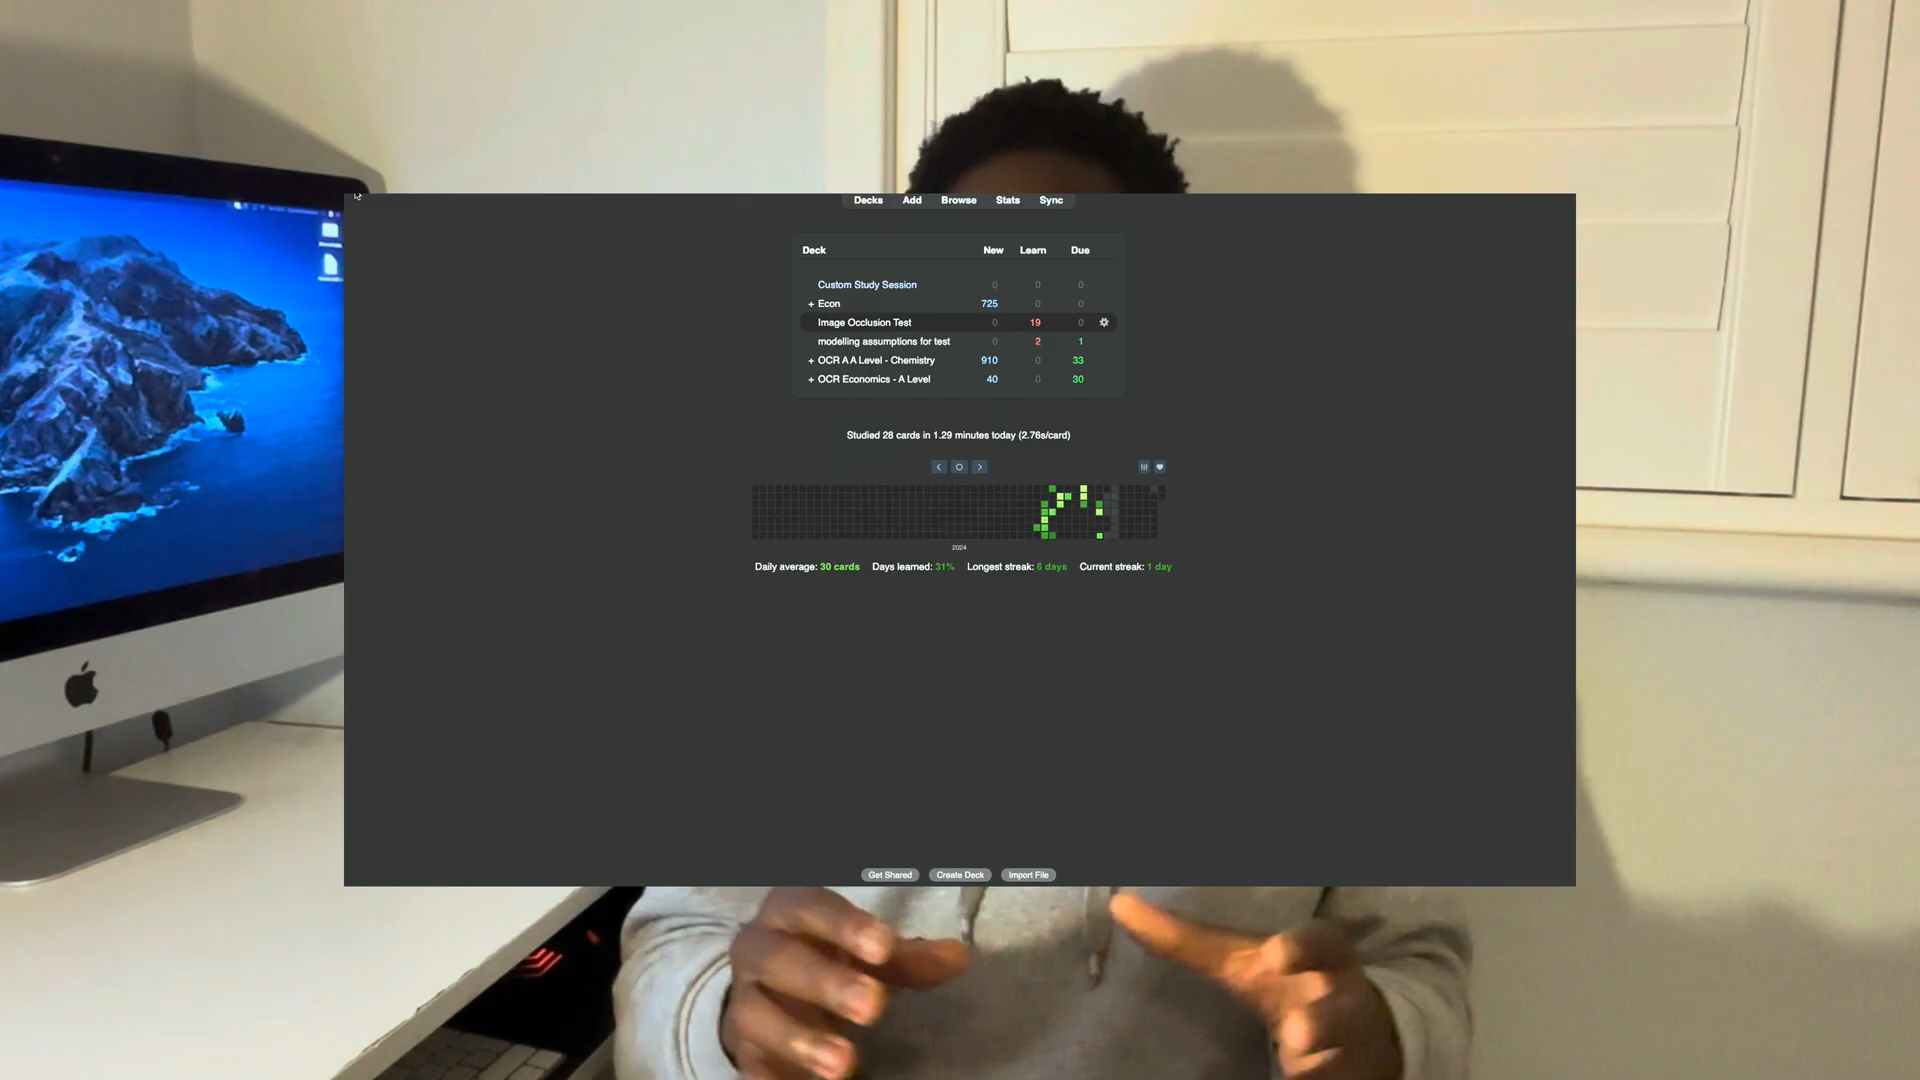 Decks Add Browse Stats Sync
Deck New Learn Due
Custom Study Session 0 0 0
+ Econ 725 0 0
Image Occlusion Test 0 19 0
modelling assumptions for test 0 2 1
+ OCR A A Level - Chemistry 910 0 33
+ OCR Economics - A Level 40 0 30
Studied 28 cards in 1.29 minutes today (2.76s/card)
2024
Daily average: 30 cards Days learned: 31% Longest streak: 6 days Current streak: 1 day
Get Shared Create Deck Import File